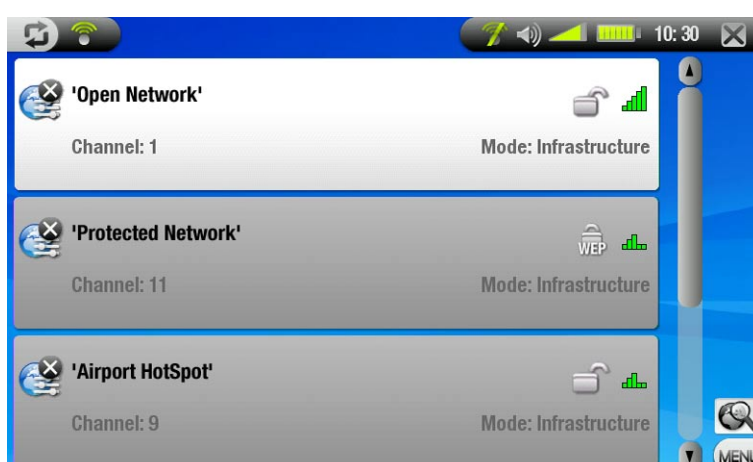 10:30
'Open Network'
Channel: 1 Mode: Infrastructure
'Protected Network'
WEP
Channel: 11 Mode: Infrastructure
'Airport HotSpot'
Channel: 9 Mode: Infrastructure
MENU